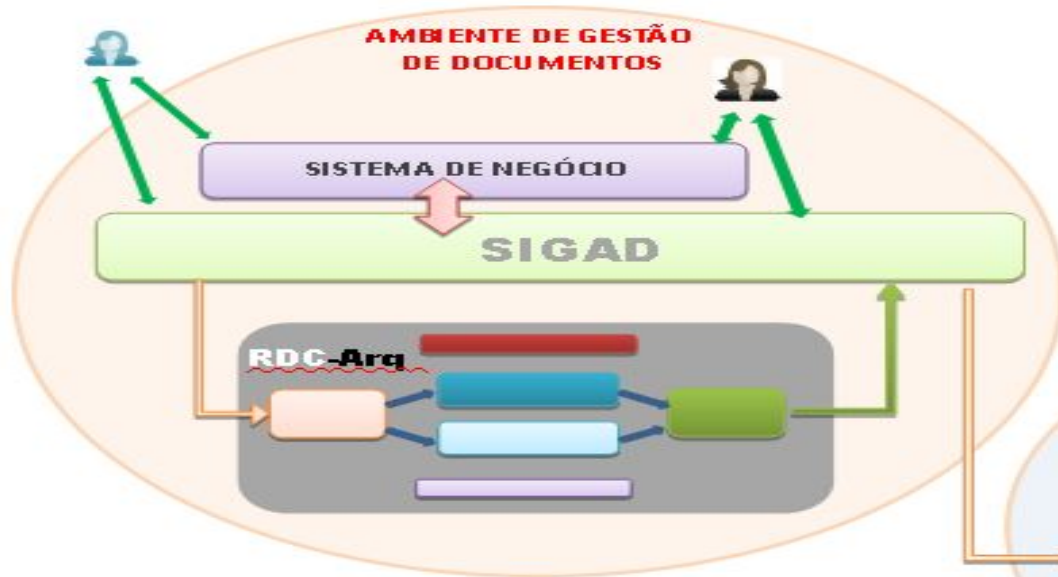 AMBIENTE DE GESTÃO
DE DOCUMENTOS
SISTEMA DE NEGÓCIO
SIGAD
RDC-Arq